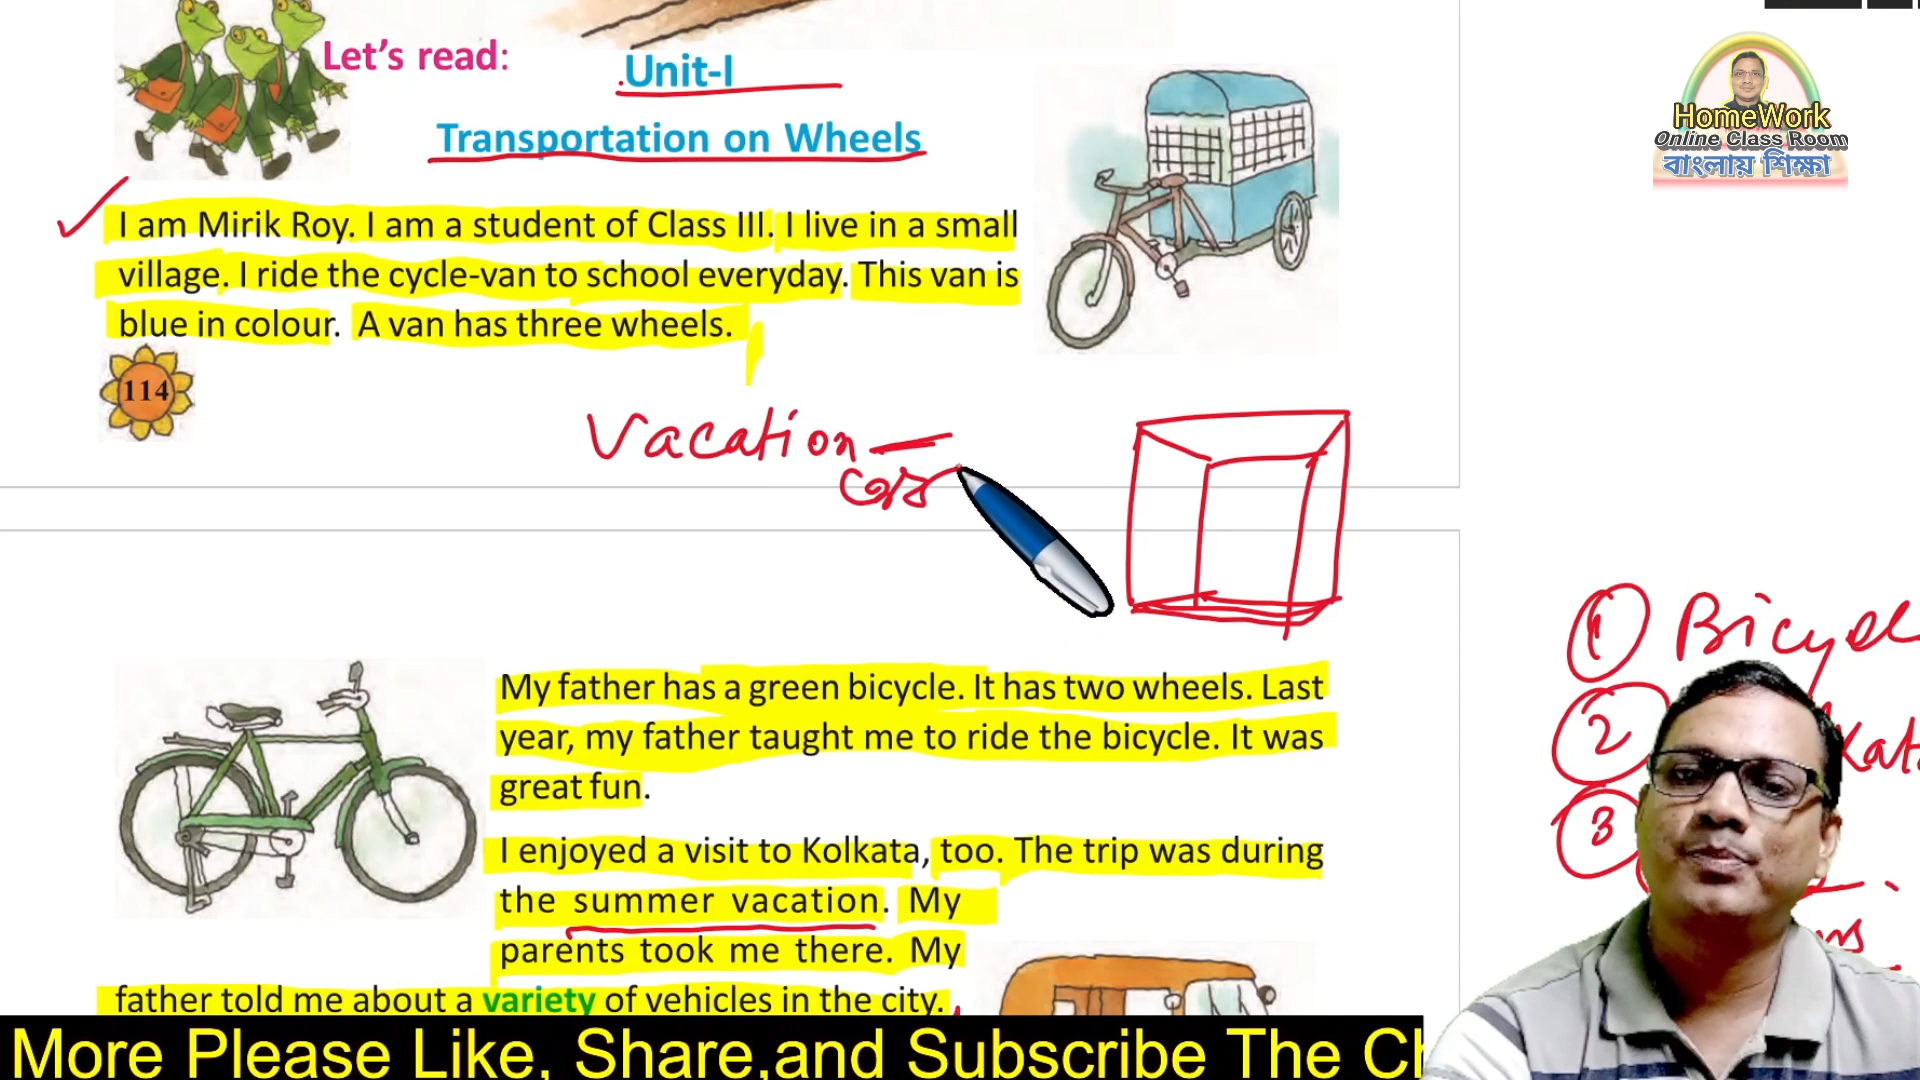 Let's read:
.Unit-I
Transportation on Wheels
HomeWork
Online Class Room
বাংলায় শিক্ষা
I am Mirik Roy. I am a student of Class III. I live in a small
village. I ride the cycle-van to school everyday. This van is
blue in colour. A van has three wheels.
114
Vacation –
1 Bicycl
2
3
My father has a green bicycle. It has two wheels. Last
year, my father taught me to ride the bicycle. It was
great fun.
I enjoyed a visit to Kolkata, too. The trip was during
the summer vacation. My
parents took me there. My
father told me about a variety of vehicles in the city.
More Please Like, Share,and Subscribe The Ch